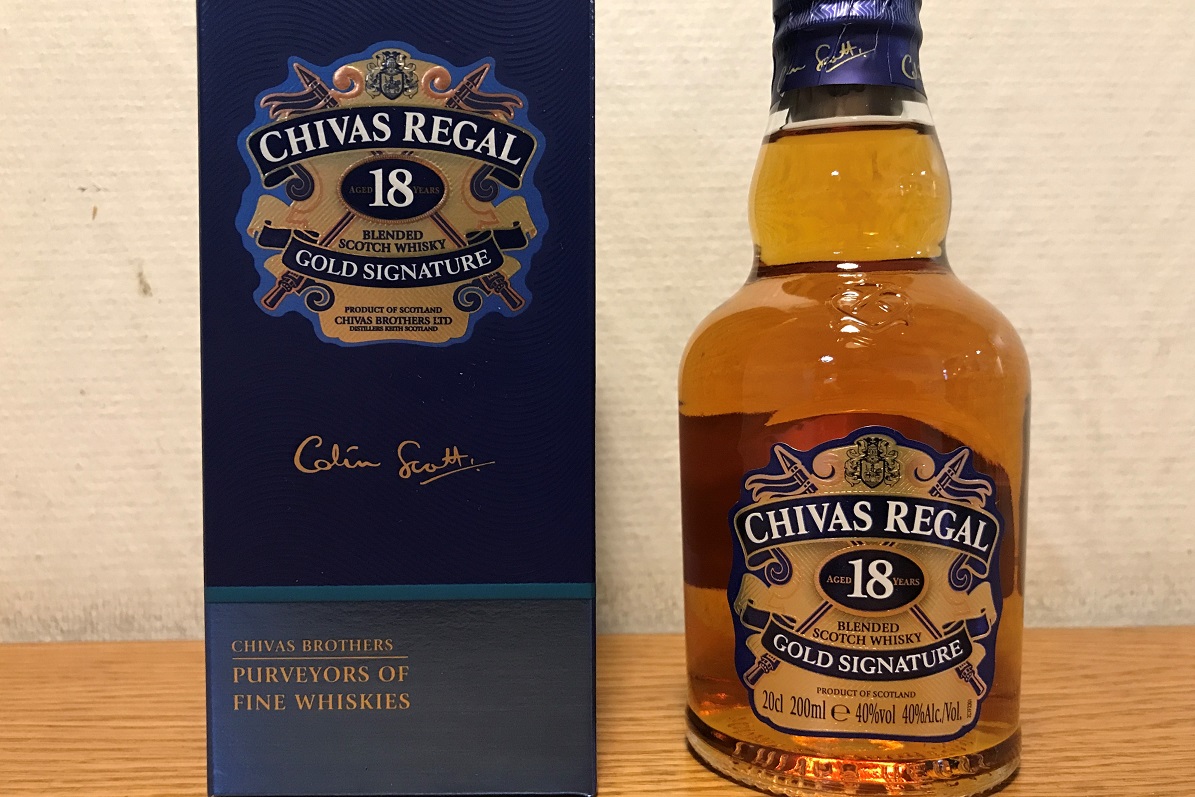 CHIVAS REGAL
AGED 18 YEARS
BLENDED
SCOTCH WHISKY
GOLD SIGNATURE
PRODUCT OF SCOTLAND
CHIVAS BROTHERS LTD
DISTILLERS KEITH SCOTLAND
Colin Scott.
CHIVAS BROTHERS
PURVEYORS OF
FINE WHISKIES
Scott.
CHIVAS REGAL
AGED 18 YEARS
BLENDED
SCOTCH WHISKY
GOLD SIGNATURE
PRODUCT OF SCOTLAND
20cl 200ml ℮ 40%vol 40%Alc./Vol.